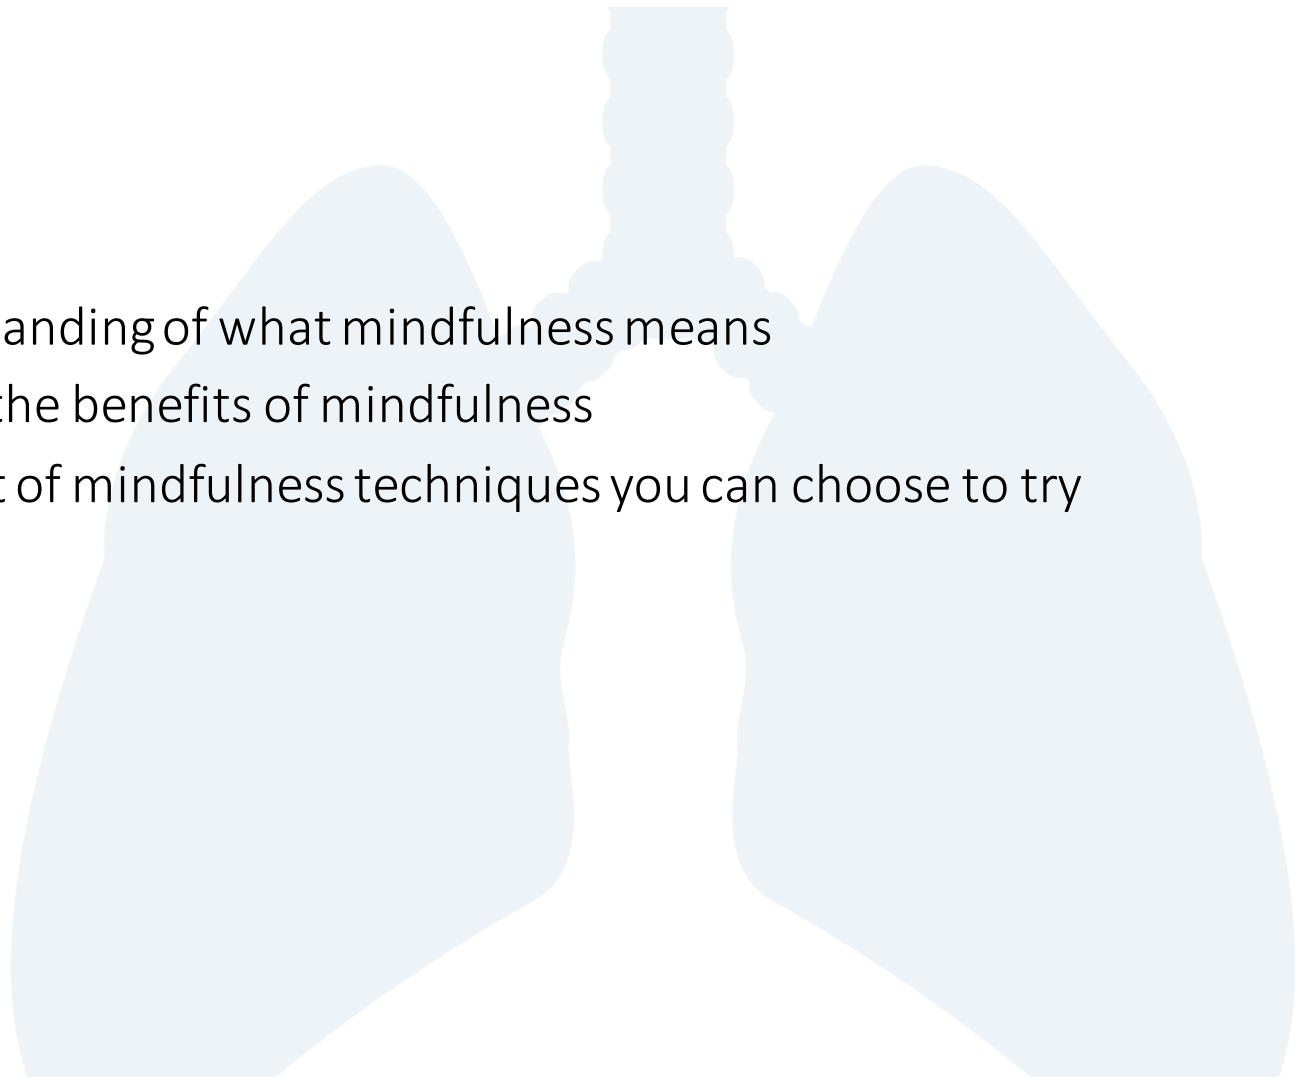 anding of what mindfulness means
the benefits of mindfulness
t of mindfulness techniques you can choose to try